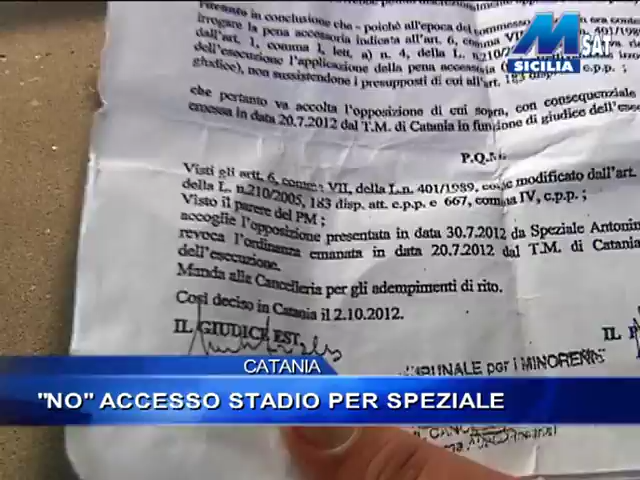 Pertanto in conclusione che - poichè all'epoca del commesso
irrogare la pena accessoria indicata all'art. 6, comma VII
dall'art. 1, comma 1, lett. a) n. 4, della L. n.210/2
dell'esecuzione l'applicazione della pena accessoria
giudice), non sussistendo i presupposti di cui all'art. 183 disp c.p.p. ;
che pertanto va accolta l'opposizione di cui sopra, con consequenziale
emessa in data 20.7.2012 dal T.M. di Catania in funzione di giudice dell'ese
P.Q.M.
Visti gli artt. 6, comma VII, della L.n. 401/1989, come modificato dall'art.
della L. n.210/2005, 183 disp. att. c.p.p. e 667, comma IV, c.p.p. ;
Visto il parere del PM ;
accoglie l'opposizione presentata in data 30.7.2012 da Speziale Antonin
revoca l'ordinanza emanata in data 20.7.2012 dal T.M. di Catania
dell'esecuzione.
Manda alla Cancelleria per gli adempimenti di rito.
Così deciso in Catania il 2.10.2012.
IL GIUDICE EST.
IL P
TRIBUNALE per i MINORENNI
M SAT
SICILIA
CATANIA
"NO" ACCESSO STADIO PER SPEZIALE